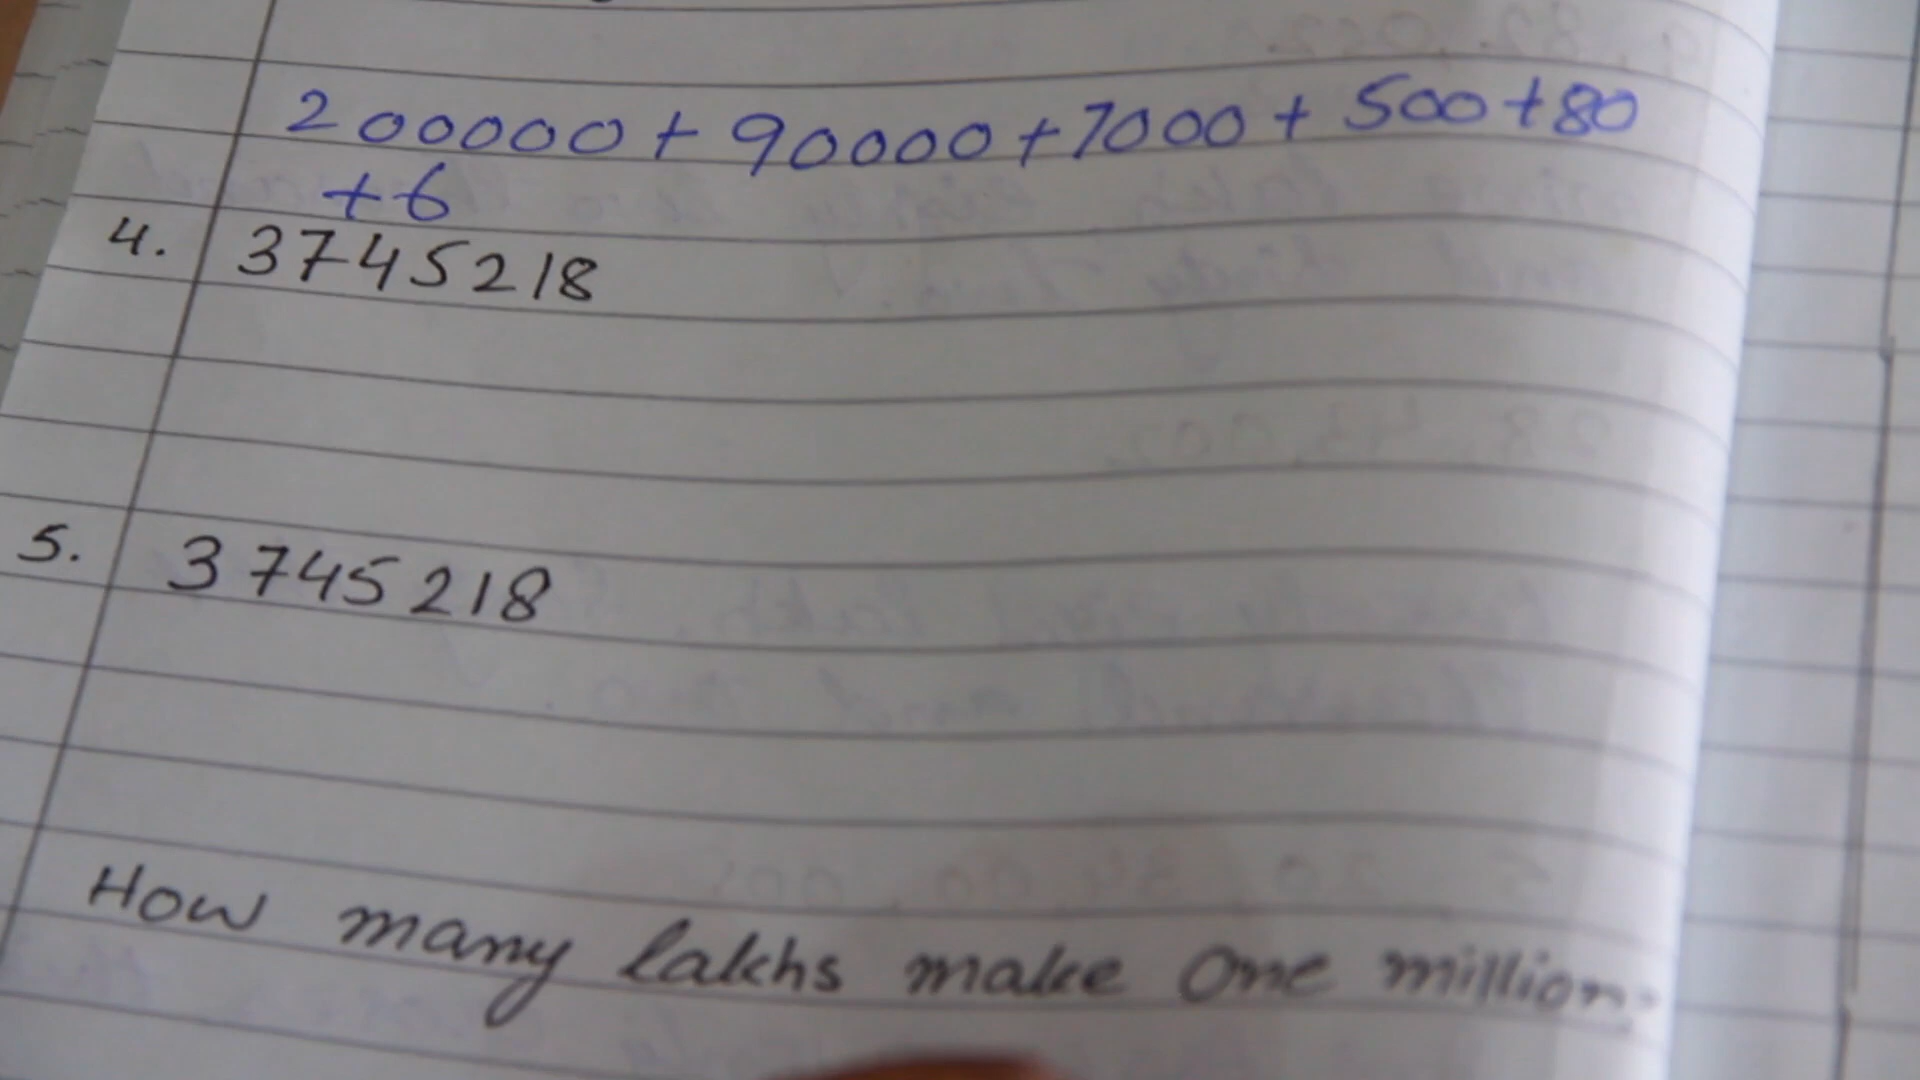 200000 + 90000 + 7000 + 500 + 80
+ 6
4. 3745218
5. 3745218
How many lakhs make One million